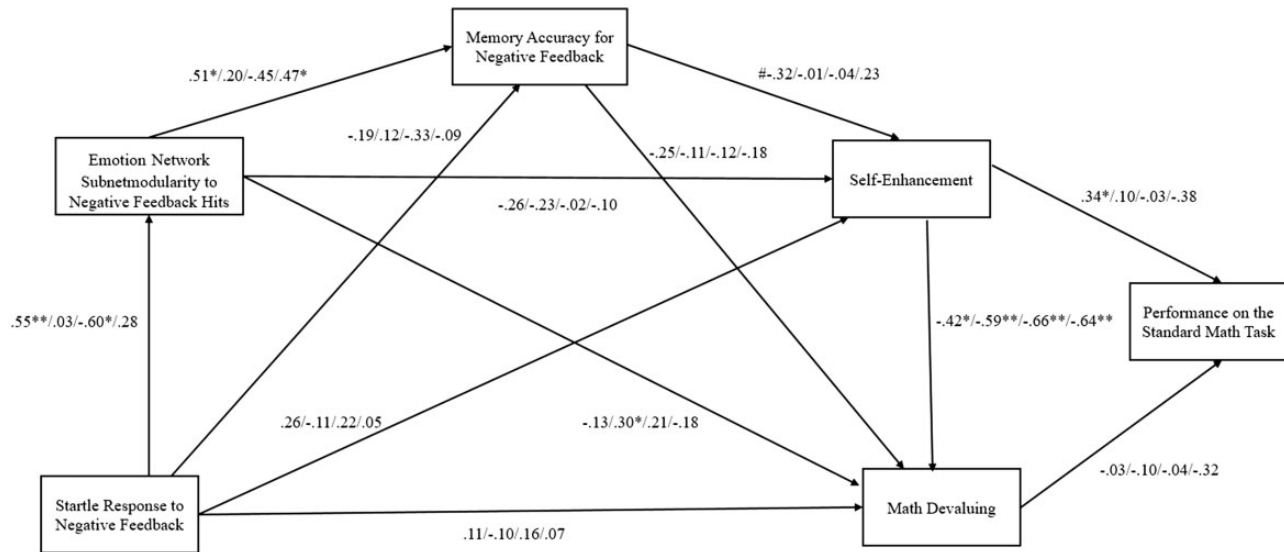 Memory Accuracy for
Negative Feedback
.51*/.20/-.45/.47*
#-.32/-.01/-.04/.23
-.19/.12/-.33/-.09
-.25/-.11/-.12/-.18
Emotion Network
Subnetmodularity to
Negative Feedback Hits
Self-Enhancement
-.26/-.23/-.02/-.10
.34*/.10/-.03/-.38
.55**/.03/-.60*/.28
-.42*/-.59**/-.66**/-.64**
Performance on the
Standard Math Task
.26/-.11/.22/.05
-.13/.30*/.21/-.18
-.03/-.10/-.04/-.32
Startle Response to
Negative Feedback
Math Devaluing
.11/-.10/.16/.07